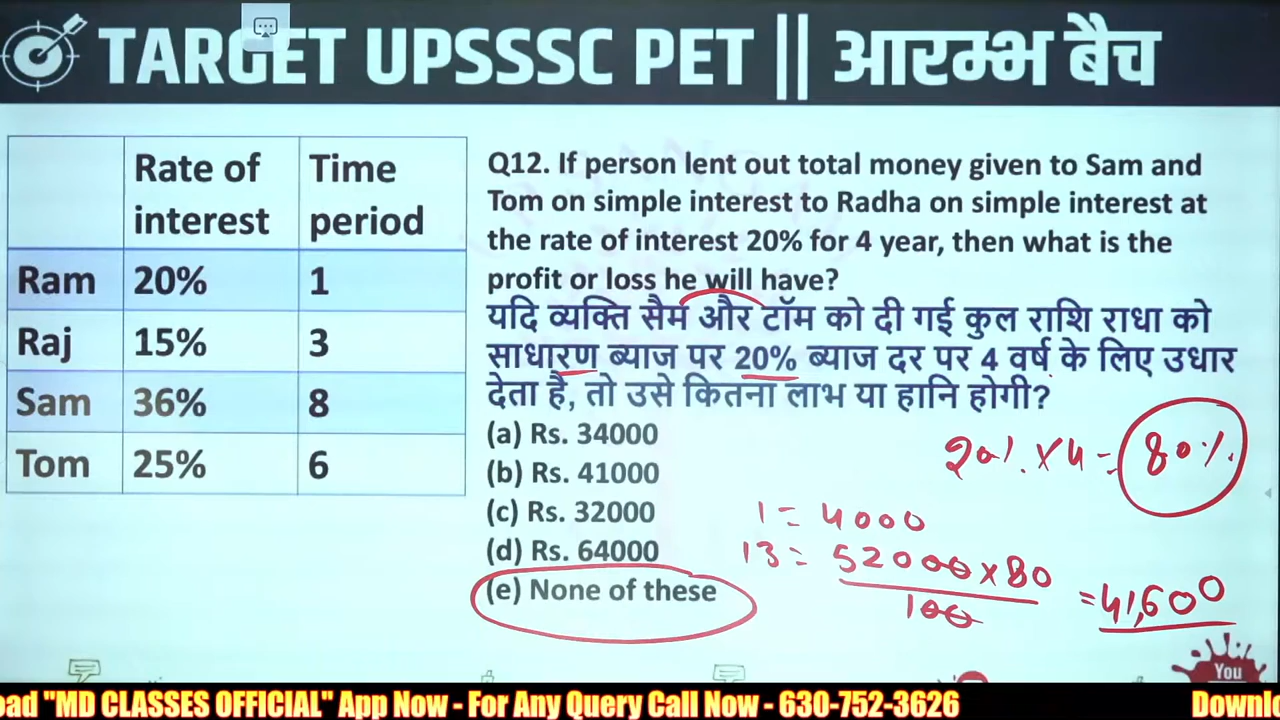 TARGET UPSSSC PET || आरम्भ बैच
Rate of interest Time period
Ram 20% 1
Raj 15% 3
Sam 36% 8
Tom 25% 6
Q12. If person lent out total money given to Sam and
Tom on simple interest to Radha on simple interest at
the rate of interest 20% for 4 year, then what is the
profit or loss he will have?
यदि व्यक्ति सैम और टॉम को दी गई कुल राशि राधा को
साधारण ब्याज पर 20% ब्याज दर पर 4 वर्ष के लिए उधार
देता है, तो उसे कितना लाभ या हानि होगी?
(a) Rs. 34000
(b) Rs. 41000
(c) Rs. 32000
(d) Rs. 64000
(e) None of these
20%. x 4 = 80%.
1 = 4000
13 = 52000 x 80
100
= 41,600
You
oad "MD CLASSES OFFICIAL" App Now - For Any Query Call Now - 630-752-3626 Downlo